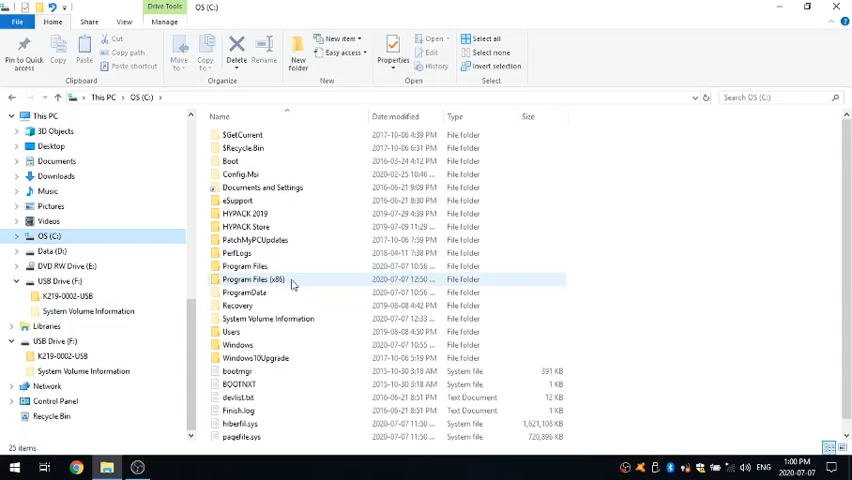 Drive Tools
OS (C:)
File
Home
Share
View
Manage
Pin to Quick access
Copy
Paste
Cut
Copy path
Paste shortcut
Clipboard
Move to
Copy to
Delete
Rename
Organize
New folder
New item
Easy access
New
Properties
Open
Edit
History
Open
Select all
Select none
Invert selection
Select
This PC
OS (C:)
Search OS (C:)
This PC
3D Objects
Desktop
Documents
Downloads
Music
Pictures
Videos
OS (C:)
Data (D:)
DVD RW Drive (E:)
USB Drive (F:)
K219-0002-USB
System Volume Information
Libraries
USB Drive (F:)
K219-0002-USB
System Volume Information
Network
Control Panel
Recycle Bin
Name Date modified Type Size
$GetCurrent 2017-10-06 4:39 PM File folder
$Recycle.Bin 2017-10-06 6:31 PM File folder
Boot 2016-03-24 4:12 PM File folder
Config.Msi 2020-02-25 10:46 ... File folder
Documents and Settings 2016-06-21 9:09 PM File folder
eSupport 2016-06-21 8:30 PM File folder
HYPACK 2019 2019-07-29 4:39 PM File folder
HYPACK Store 2019-07-09 11:29 ... File folder
PatchMyPCUpdates 2017-10-06 7:59 PM File folder
PerfLogs 2018-04-11 7:38 PM File folder
Program Files 2020-07-07 10:56 ... File folder
Program Files (x86) 2020-07-07 12:50 ... File folder
ProgramData 2020-07-07 10:56 ... File folder
Recovery 2019-08-08 4:42 PM File folder
System Volume Information 2020-07-07 12:33 ... File folder
Users 2019-08-08 4:50 PM File folder
Windows 2020-07-07 10:55 ... File folder
Windows10Upgrade 2017-10-06 5:19 PM File folder
bootmgr 2015-10-30 3:18 AM System file 391 KB
BOOTNXT 2015-10-30 3:18 AM System file 1 KB
devlist.txt 2016-06-21 8:51 PM Text Document 12 KB
Finish.log 2016-06-21 8:51 PM Text Document 1 KB
hiberfil.sys 2020-07-07 11:50 ... System file 1,621,108 K...
pagefile.sys 2020-07-07 11:50 ... System file 720,896 KB
25 items
ENG
1:00 PM
2020-07-07